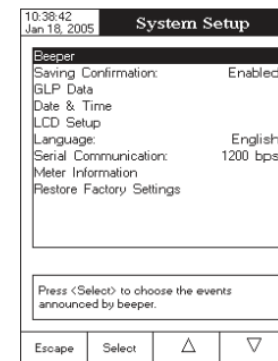 10:38:42
Jan 18, 2005
System Setup
Beeper
Saving Confirmation: Enabled
GLP Data
Date & Time
LCD Setup
Language: English
Serial Communication: 1200 bps
Meter Information
Restore Factory Settings
Press <Select> to choose the events
announced by beeper.
Escape Select △ ▽